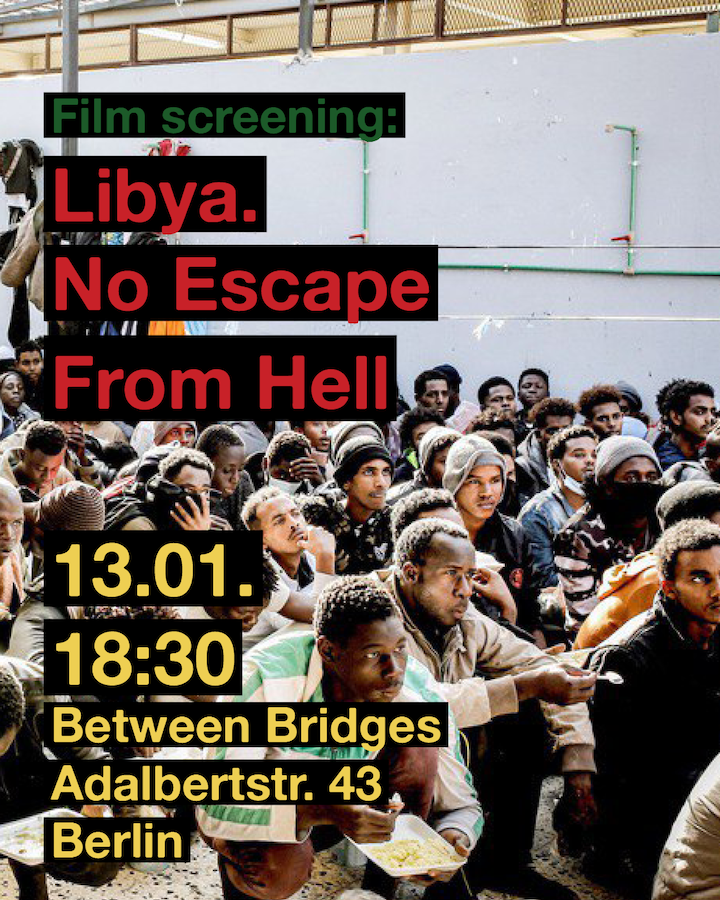 Film screening:
Libya.
No Escape
From Hell
13.01.
18:30
Between Bridges
Adalbertstr. 43
Berlin